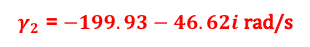 γ₂ = −199.93 − 46.62i rad/s